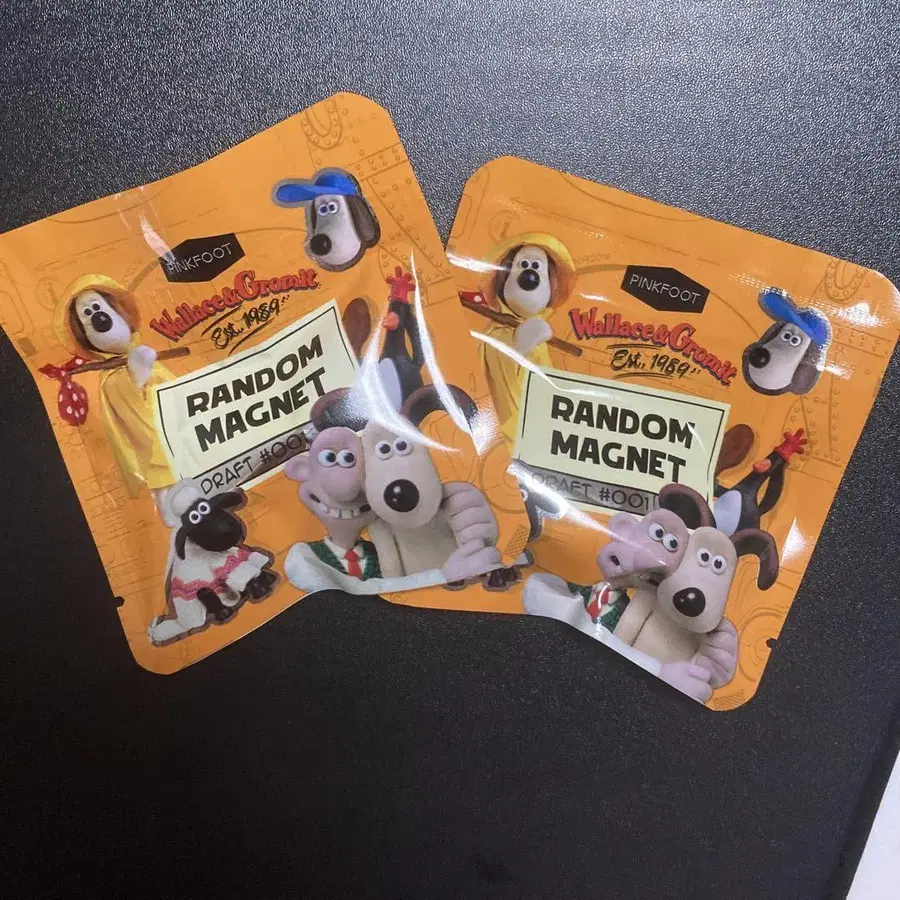 PINKFOOT
Wallace & Gromit
Est. 1989
RANDOM
MAGNET
DRAFT #001
PINKFOOT
Wallace & Gromit
Est. 1989
RANDOM
MAGNET
DRAFT #001